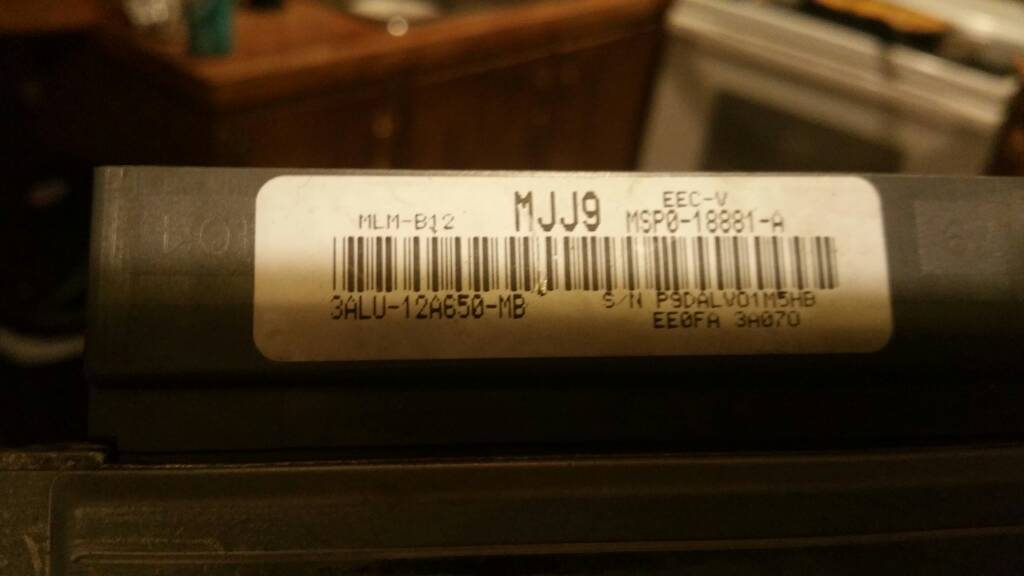 EEC-V
MLM-B12 MJJ9 MSP0-18881-A
3ALU-12A650-MB S/N P9DALV01M5HB
EE0FA 3A070